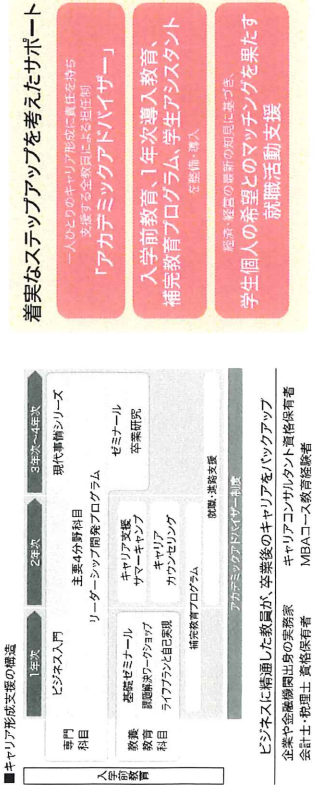 ■キャリア形成支援の構造
1年次
2年次
3年次～4年次
入学前教育
専門
科目
ビジネス入門
現代事情シリーズ
主要4分野科目
リーダーシップ開発プログラム
教養
教育
科目
基礎ゼミナール
課題解決ワークショップ
ライフプランと自己実現
キャリア支援
サマーキャンプ
キャリア
カウンセリング
ゼミナール
卒業研究
補完教育プログラム
就職・進路支援
アカデミックアドバイザー制度
ビジネスに精通した教員が、卒業後のキャリアをバックアップ
企業や金融機関出身の実務家
キャリアコンサルタント資格保有者
会計士・税理士 資格保有者
MBAコース教育経験者
着実なステップアップを考えたサポート
一人ひとりのキャリア形成に責任を持ち
支援する全教員による担任制
「アカデミックアドバイザー」
入学前教育、1年次導入教育、
補完教育プログラム、学生アシスタント
を整備・導入
経済・経営の最新の知見に基づき、
学生個人の希望とのマッチングを果たす
就職活動支援